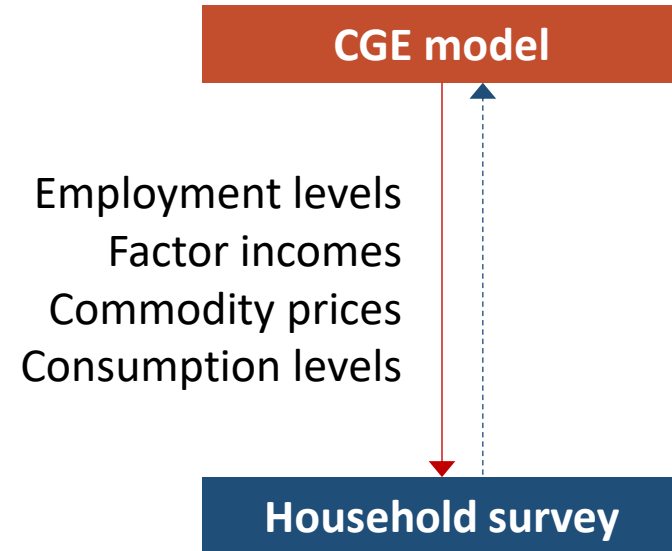 CGE model
Employment levels
Factor incomes
Commodity prices
Consumption levels
Household survey